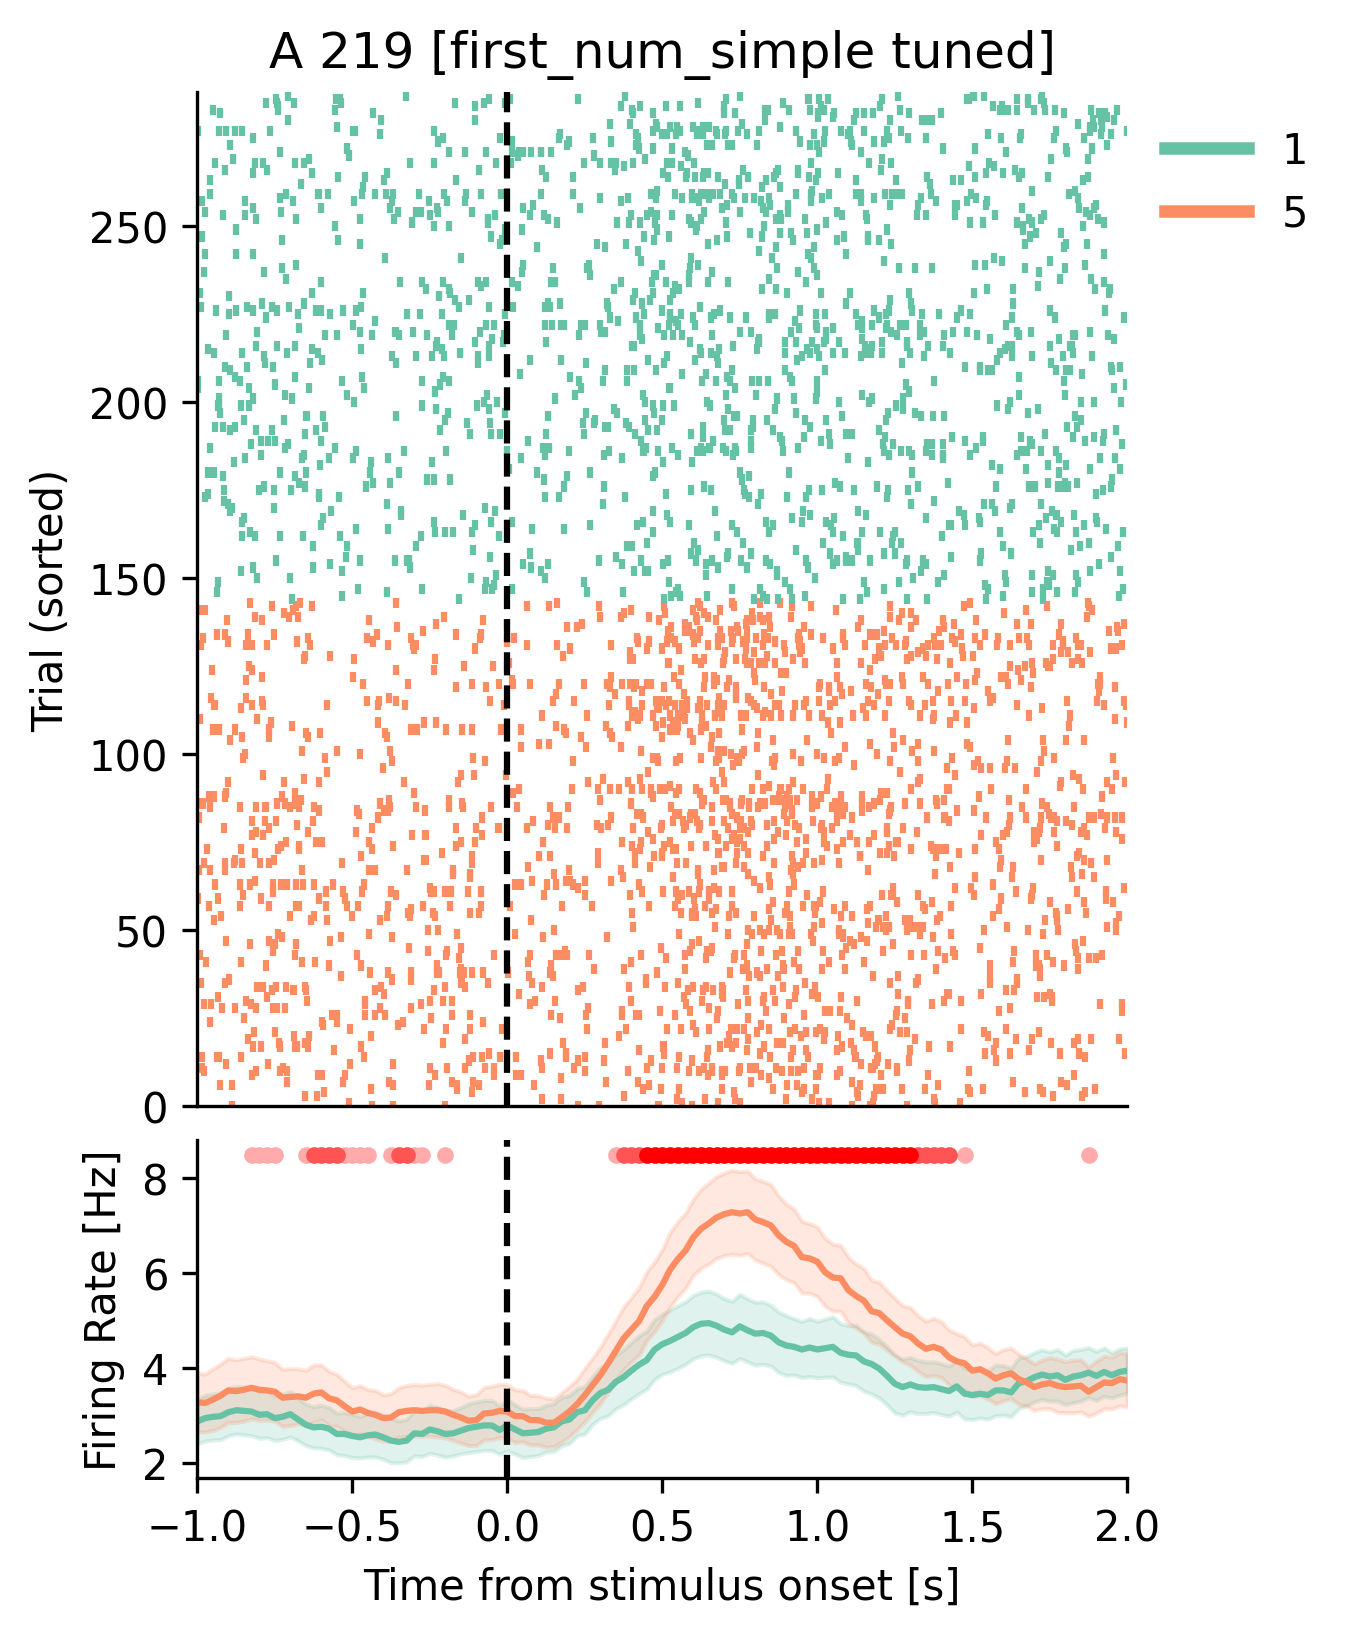 A 219 [first_num_simple tuned]
1
5
Trial (sorted)
250
200
150
100
50
0
Firing Rate [Hz]
8
6
4
2
−1.0 −0.5 0.0 0.5 1.0 1.5 2.0
Time from stimulus onset [s]